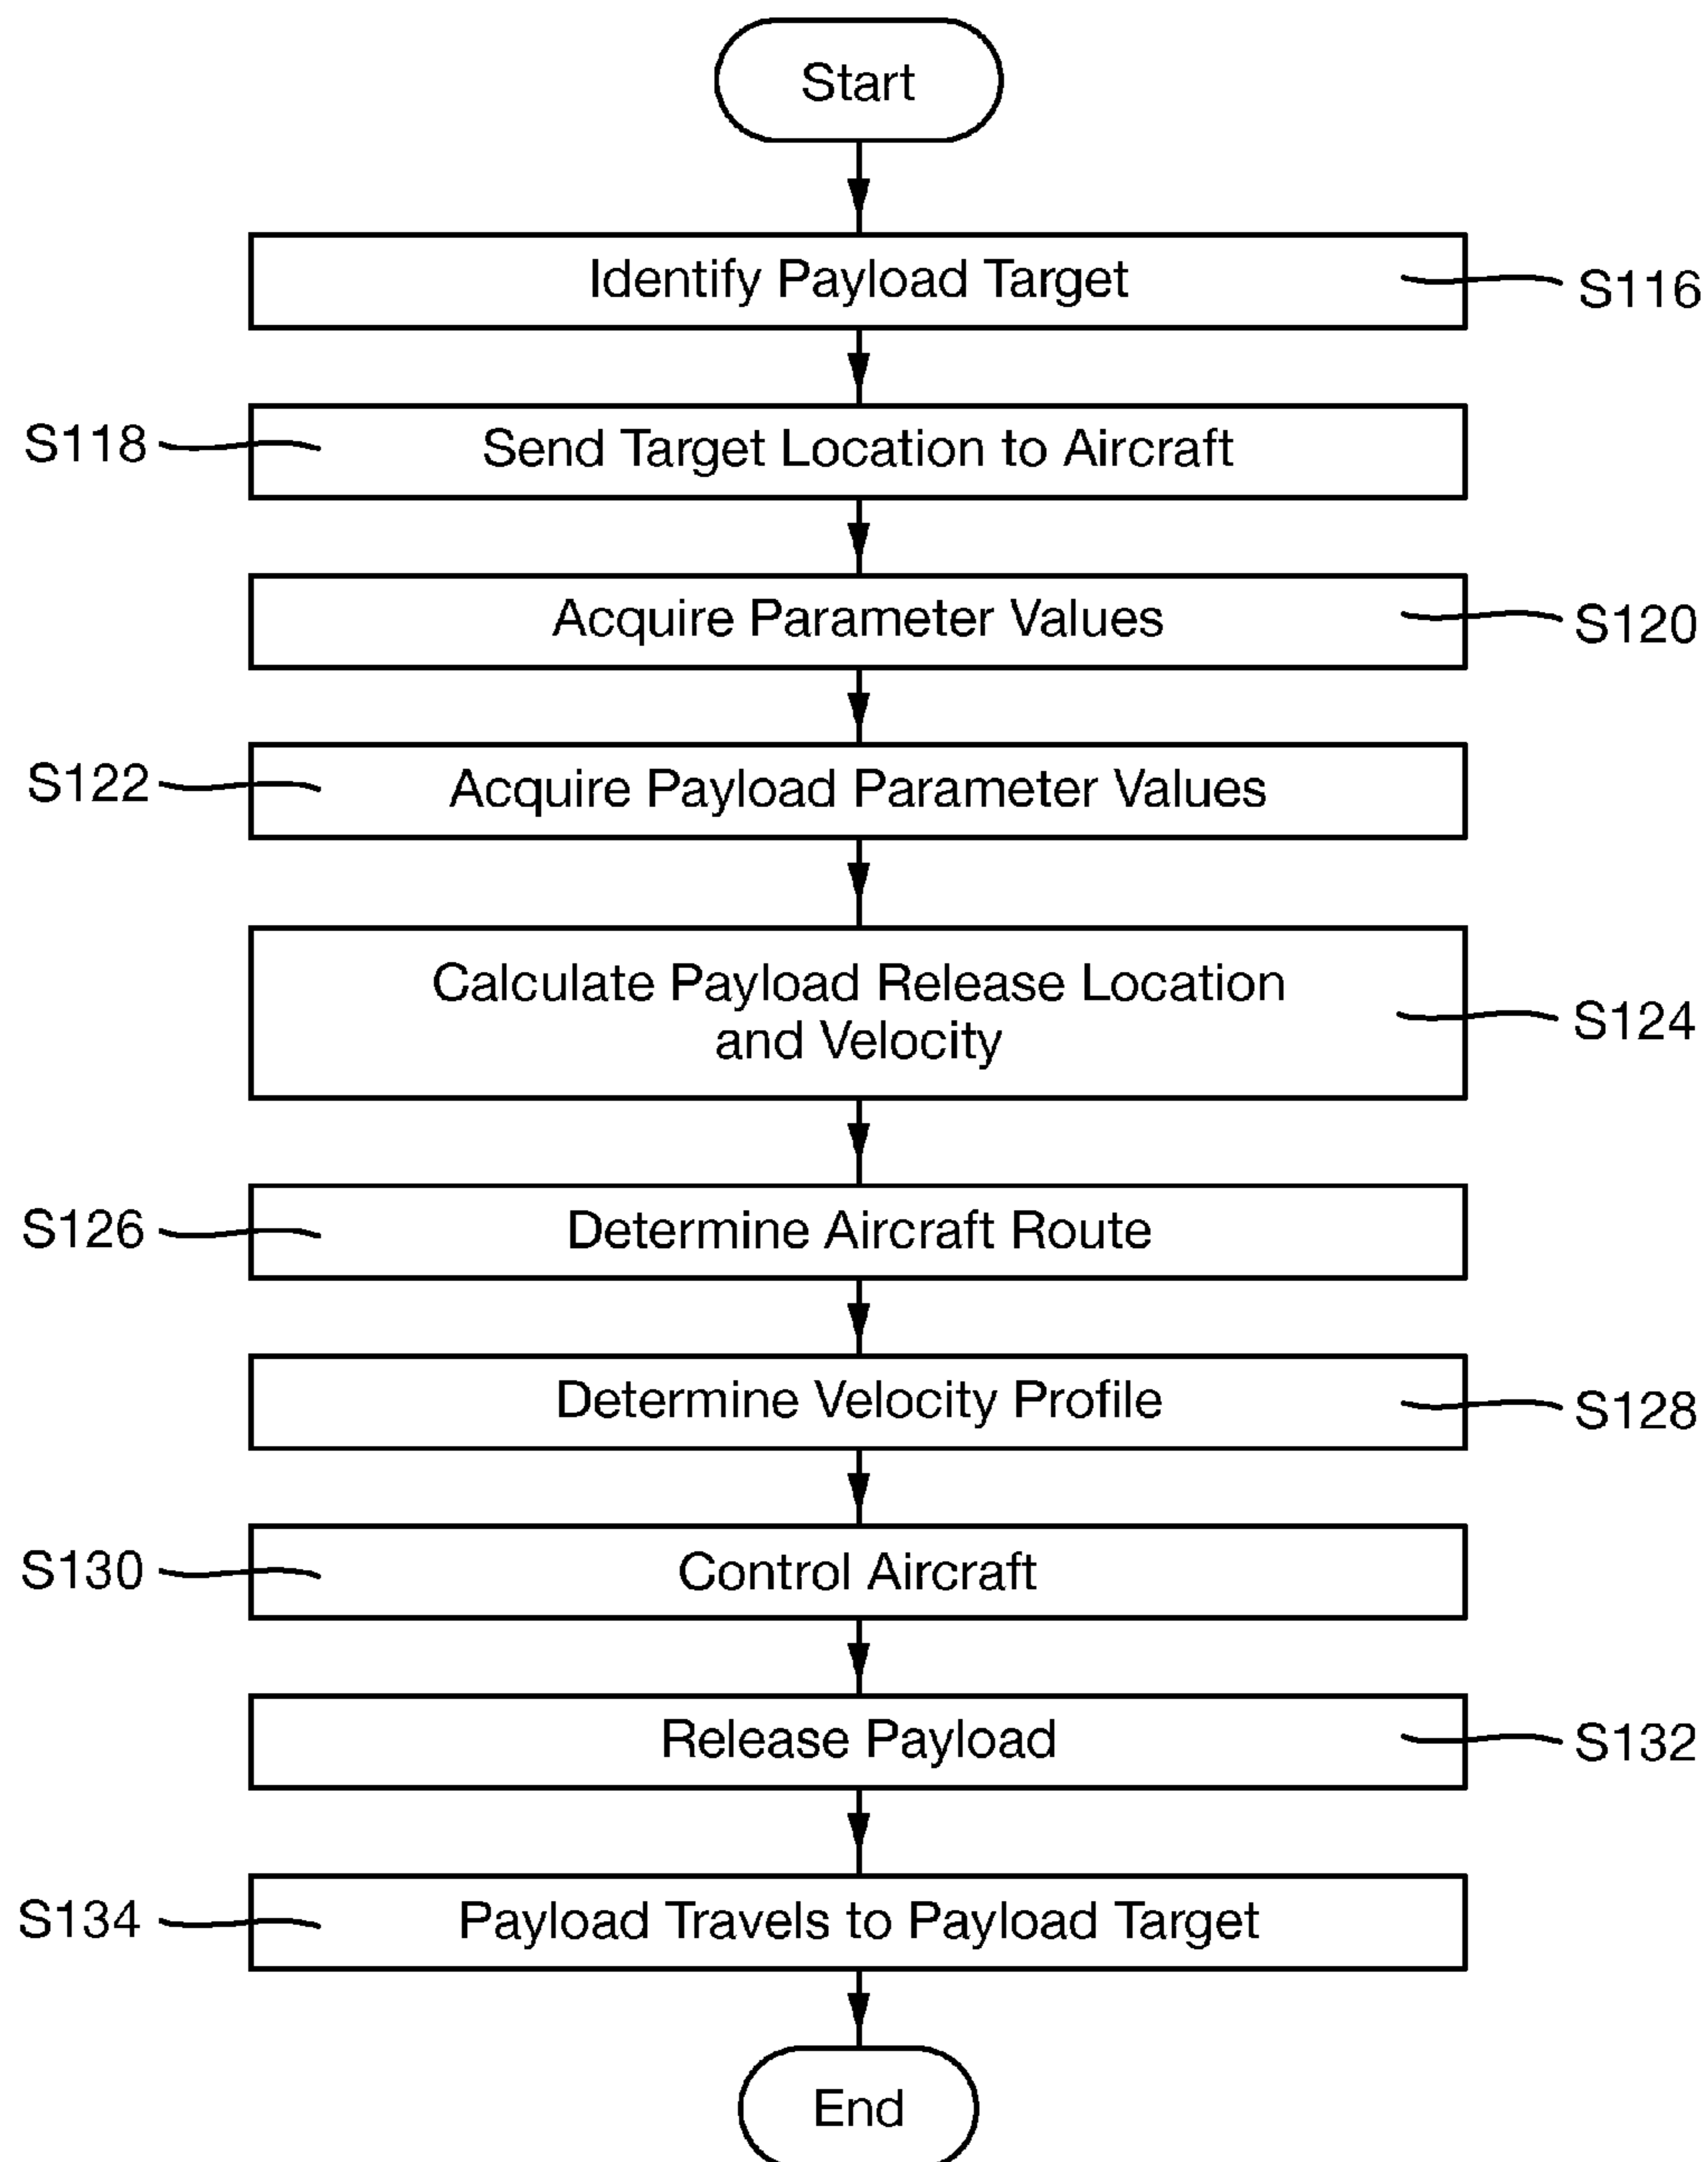 Start
Identify Payload Target
S116
S118
Send Target Location to Aircraft
Acquire Parameter Values
S120
S122
Acquire Payload Parameter Values
Calculate Payload Release Location
and Velocity
S124
S126
Determine Aircraft Route
Determine Velocity Profile
S128
S130
Control Aircraft
Release Payload
S132
S134
Payload Travels to Payload Target
End